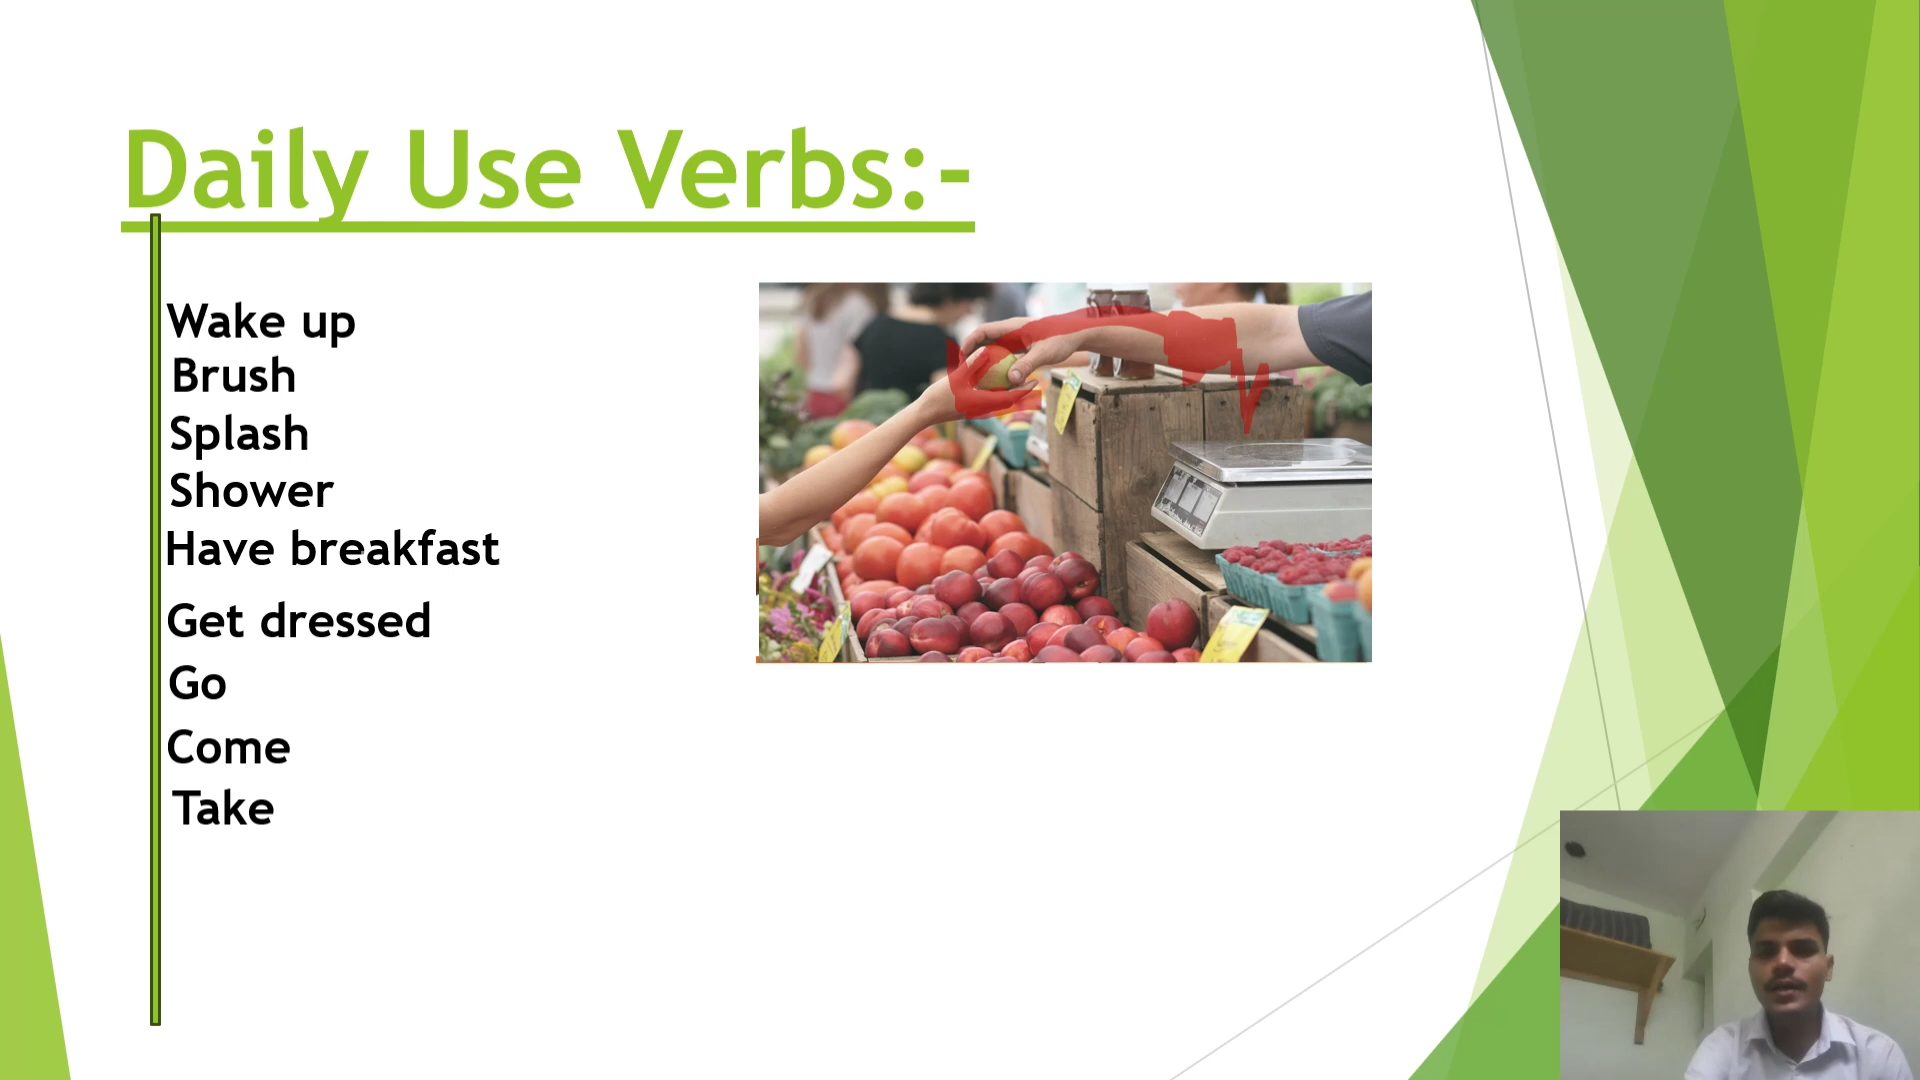 Daily Use Verbs:-
Wake up
Brush
Splash
Shower
Have breakfast
Get dressed
Go
Come
Take